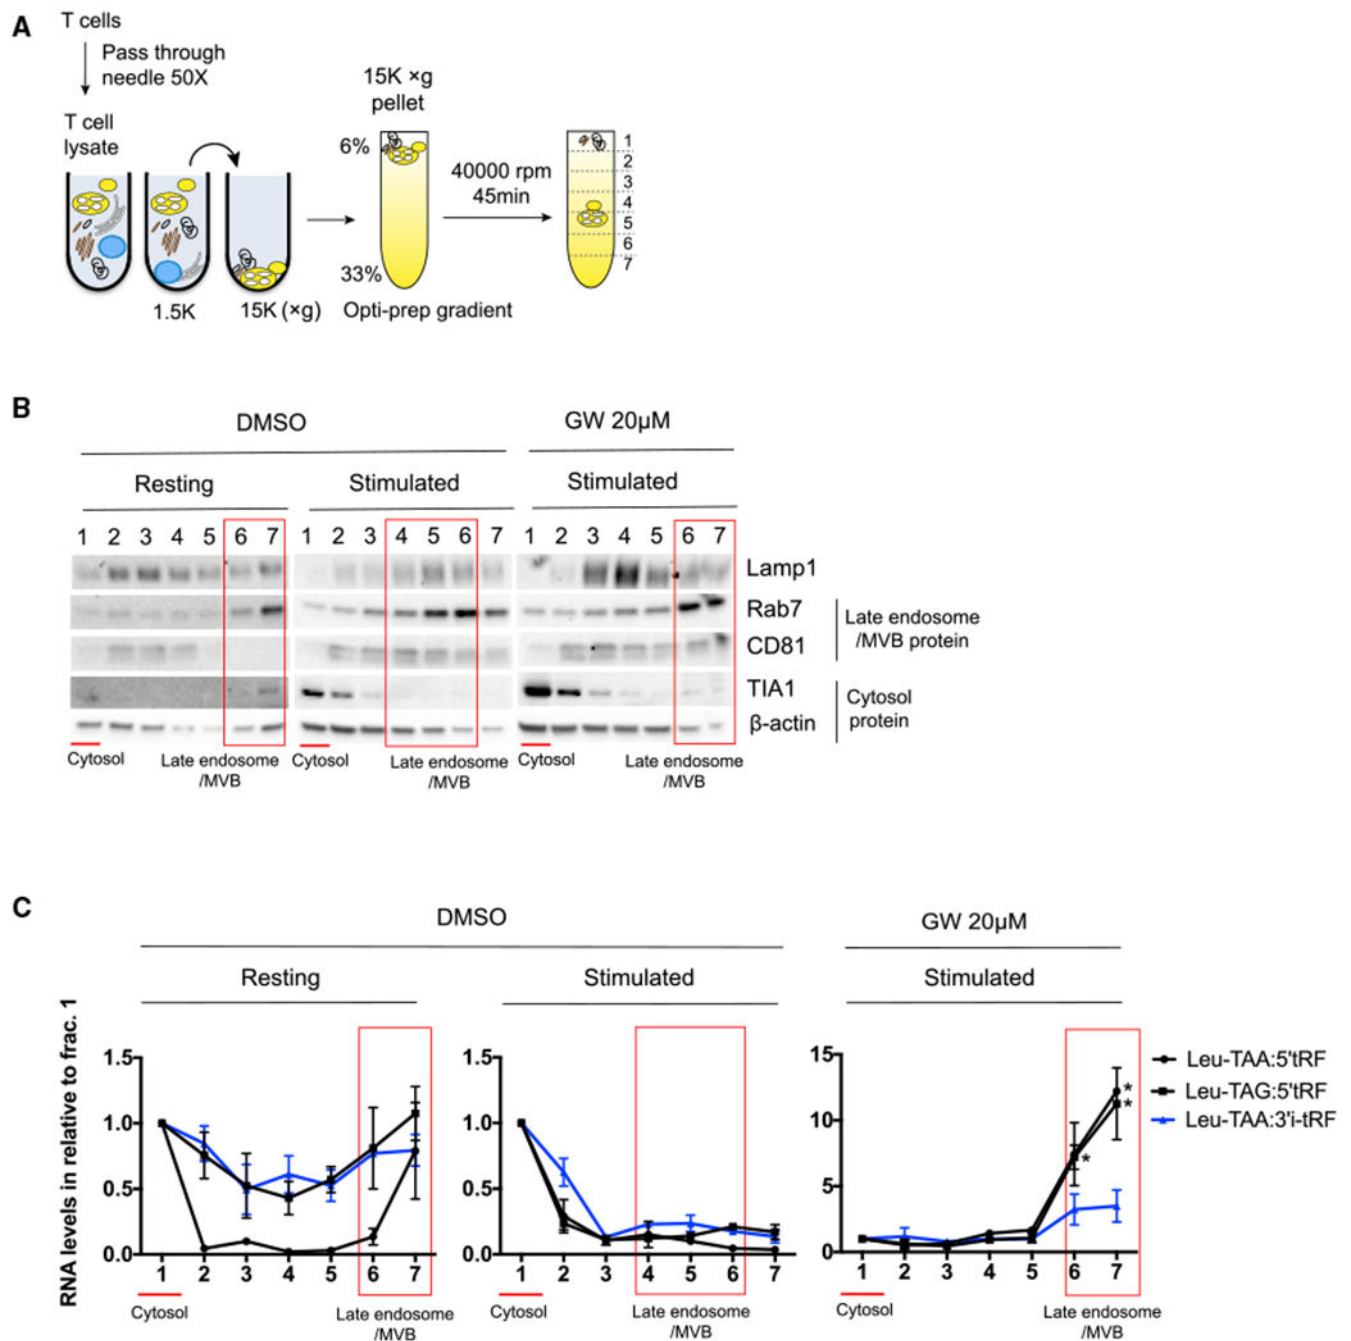 A
T cells
Pass through
needle 50X
T cell
lysate
1.5K
15K (×g)
15K ×g
pellet
6%
33%
Opti-prep gradient
40000 rpm
45min
1
2
3
4
5
6
7
B
DMSO
GW 20µM
Resting
Stimulated
Stimulated
1 2 3 4 5 6 7
1 2 3 4 5 6 7
1 2 3 4 5 6 7
Lamp1
Rab7
CD81
TIA1
β-actin
Late endosome
/MVB protein
Cytosol
protein
Cytosol
Late endosome
/MVB
Cytosol
Late endosome
/MVB
Cytosol
Late endosome
/MVB
C
DMSO
GW 20µM
Resting
Stimulated
Stimulated
RNA levels in relative to frac. 1
1.5
1.0
0.5
0.0
1 2 3 4 5 6 7
Cytosol
Late endosome
/MVB
1.5
1.0
0.5
0.0
1 2 3 4 5 6 7
Cytosol
Late endosome
/MVB
15
10
5
0
*
*
*
1 2 3 4 5 6 7
Cytosol
Late endosome
/MVB
Leu-TAA:5'tRF
Leu-TAG:5'tRF
Leu-TAA:3'i-tRF